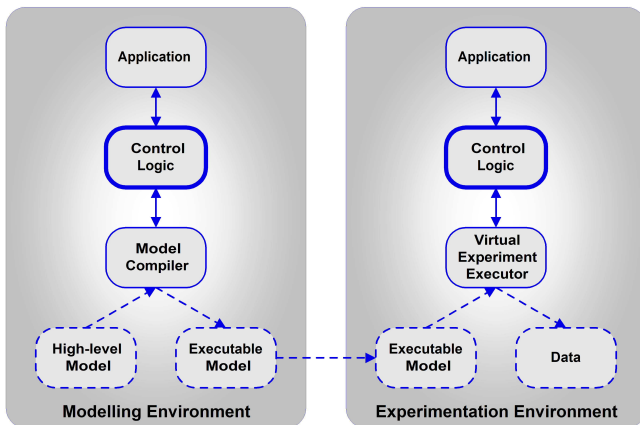 Application
Control
Logic
Model
Compiler
High-level
Model
Executable
Model
Modelling Environment
Application
Control
Logic
Virtual
Experiment
Executor
Executable
Model
Data
Experimentation Environment